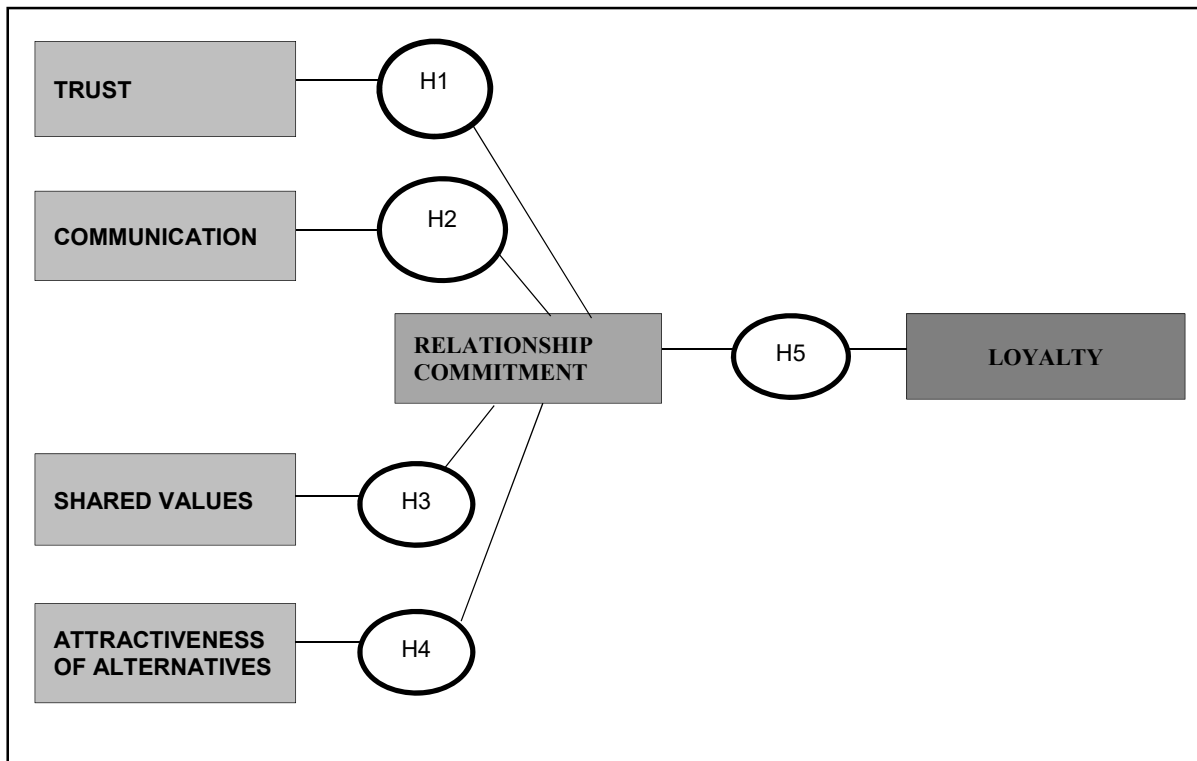 TRUST
H1
COMMUNICATION
H2
RELATIONSHIP
COMMITMENT
H5
LOYALTY
SHARED VALUES
H3
ATTRACTIVENESS
OF ALTERNATIVES
H4